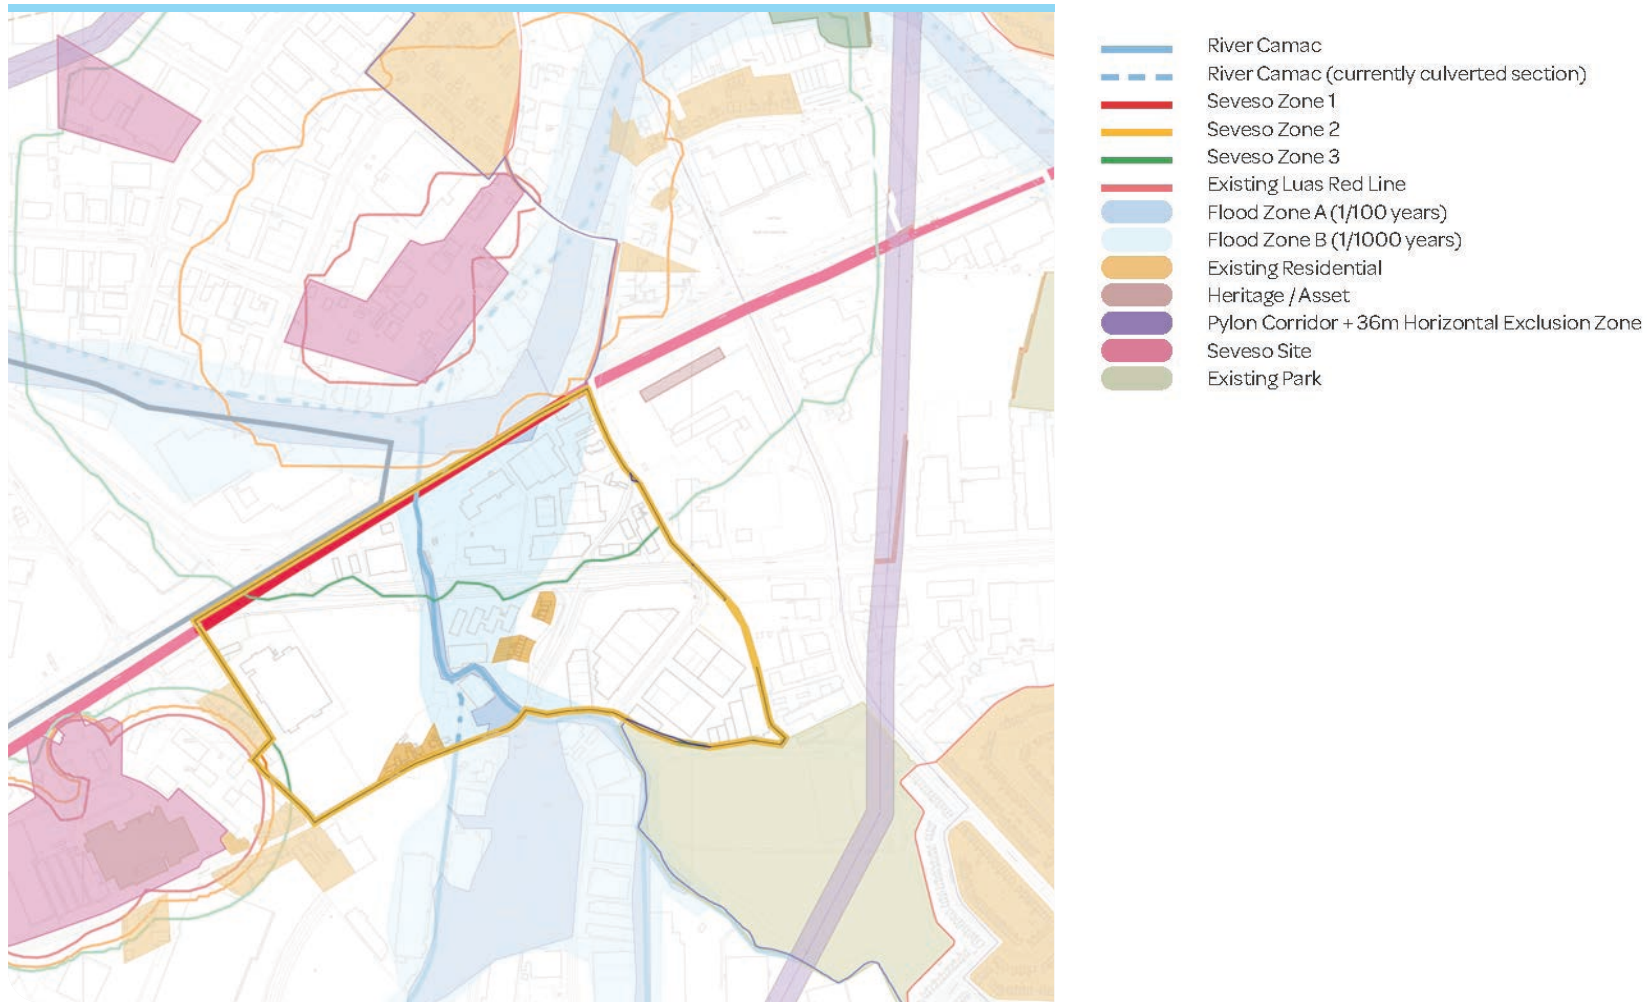 River Camac
River Camac (currently culverted section)
Seveso Zone 1
Seveso Zone 2
Seveso Zone 3
Existing Luas Red Line
Flood Zone A (1/100 years)
Flood Zone B (1/1000 years)
Existing Residential
Heritage / Asset
Pylon Corridor + 36m Horizontal Exclusion Zone
Seveso Site
Existing Park